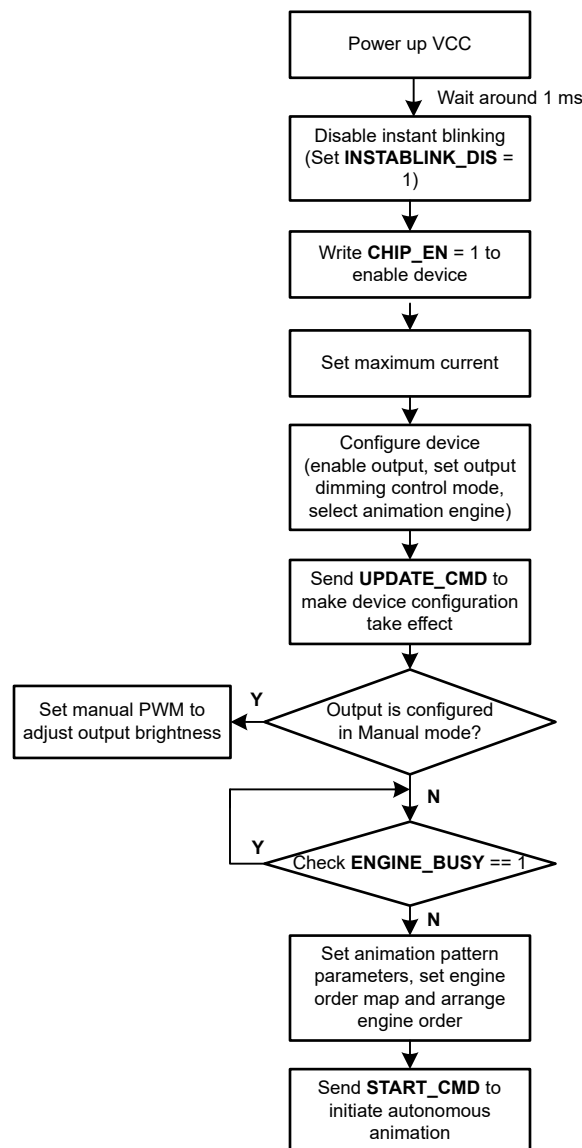 Power up VCC
Wait around 1 ms
Disable instant blinking
(Set INSTABLINK_DIS =
1)
Write CHIP_EN = 1 to
enable device
Set maximum current
Configure device
(enable output, set output
dimming control mode,
select animation engine)
Send UPDATE_CMD to
make device configuration
take effect
Output is configured
in Manual mode?
Y
Set manual PWM to
adjust output brightness
N
Check ENGINE_BUSY == 1
Y
N
Set animation pattern
parameters, set engine
order map and arrange
engine order
Send START_CMD to
initiate autonomous
animation